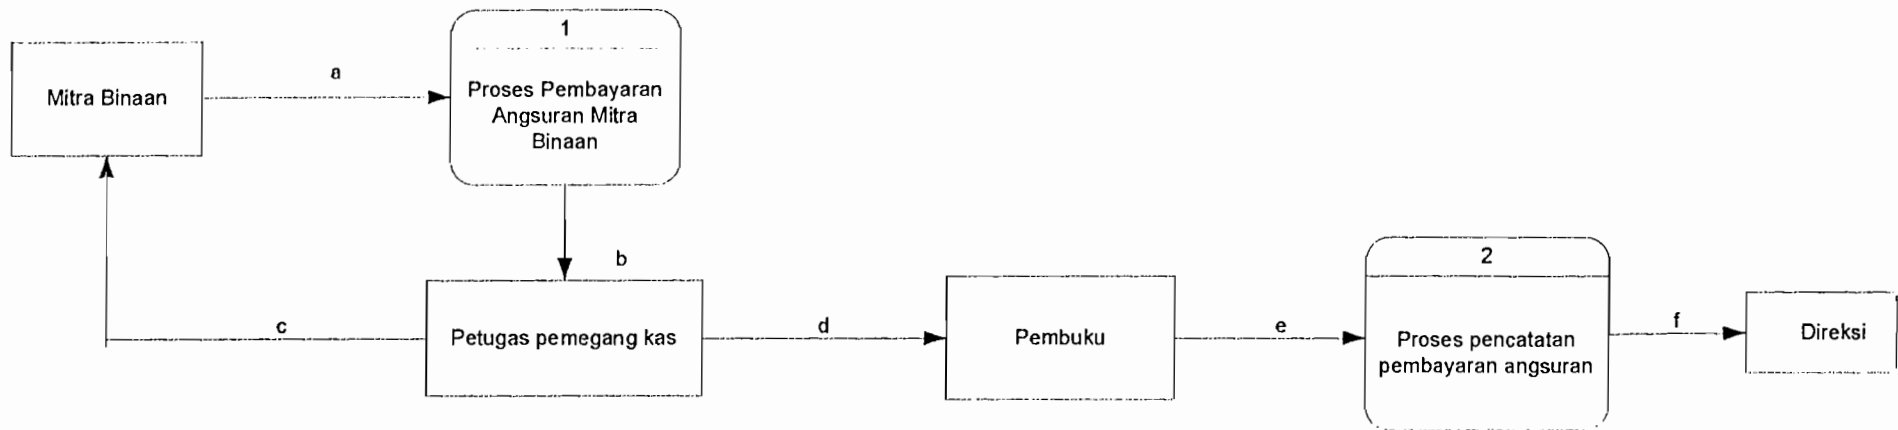 1
Mitra Binaan
a
Proses Pembayaran
Angsuran Mitra
Binaan
b
c
Petugas pemegang kas
d
Pembuku
e
2
Proses pencatatan
pembayaran angsuran
f
Direksi